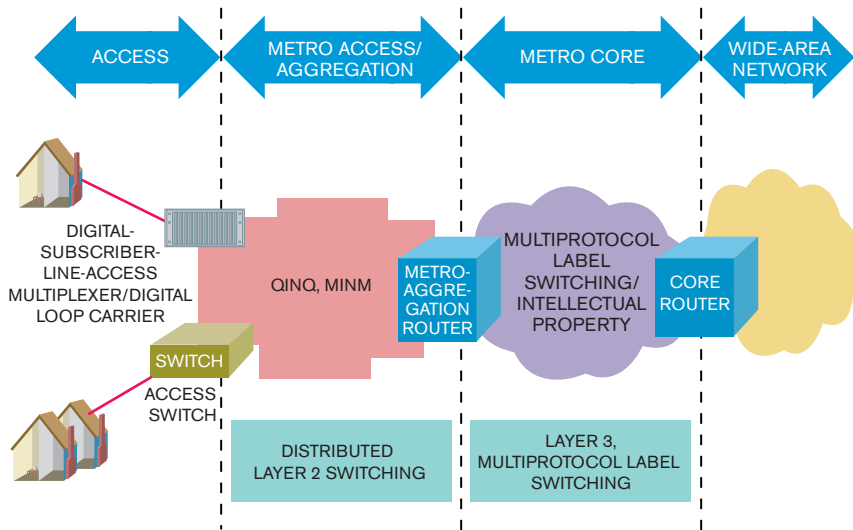 ACCESS
METRO ACCESS/
AGGREGATION
METRO CORE
WIDE-AREA
NETWORK
DIGITAL-
SUBSCRIBER-
LINE-ACCESS
MULTIPLEXER/DIGITAL
LOOP CARRIER
QINQ, MINM
METRO-
AGGRE-
GATION
ROUTER
MULTIPROTOCOL
LABEL
SWITCHING/
INTELLECTUAL
PROPERTY
CORE
ROUTER
SWITCH
ACCESS
SWITCH
DISTRIBUTED
LAYER 2 SWITCHING
LAYER 3,
MULTIPROTOCOL LABEL
SWITCHING